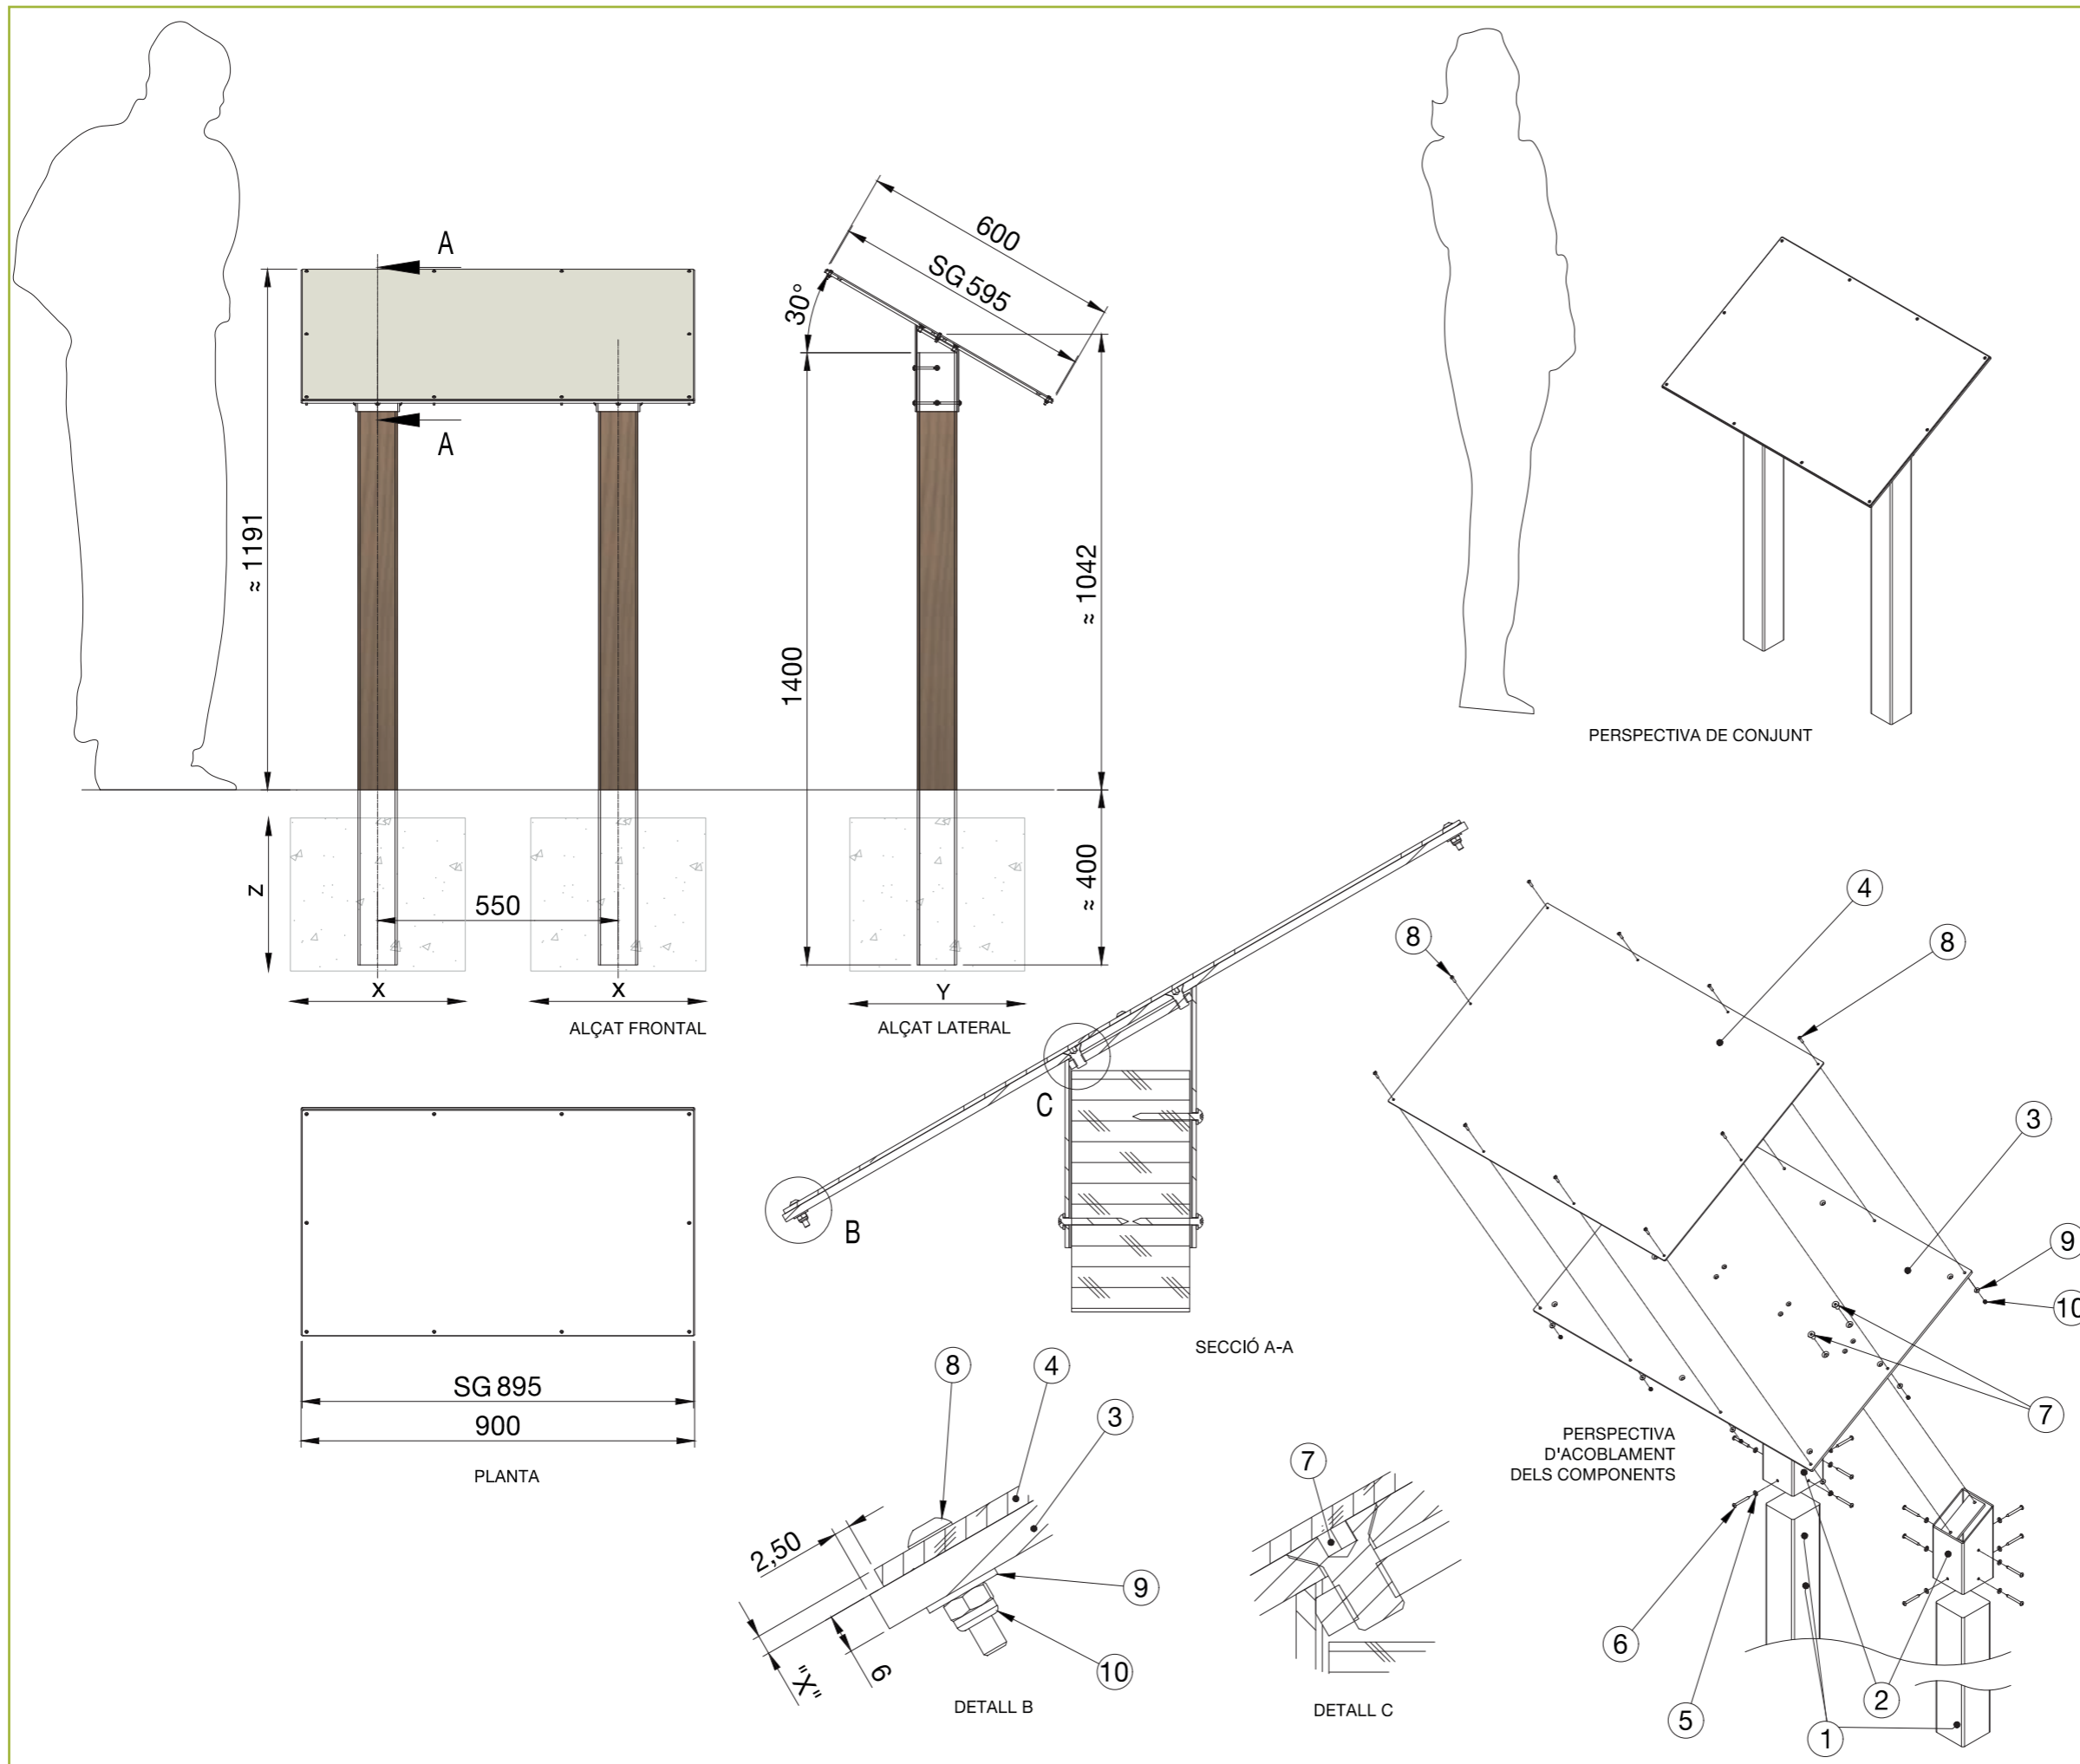 A
A
≈ 1191
Z
550
X
X
ALÇAT FRONTAL
600
SG 595
30°
1400
≈ 1042
≈ 400
Y
ALÇAT LATERAL
PERSPECTIVA DE CONJUNT
SG 895
900
PLANTA
C
B
SECCIÓ A-A
8
4
3
2,50
9
10
6
"X"
DETALL B
7
DETALL C
4
8
8
3
9
10
7
PERSPECTIVA
D'ACOBLAMENT
DELS COMPONENTS
6
5
2
1